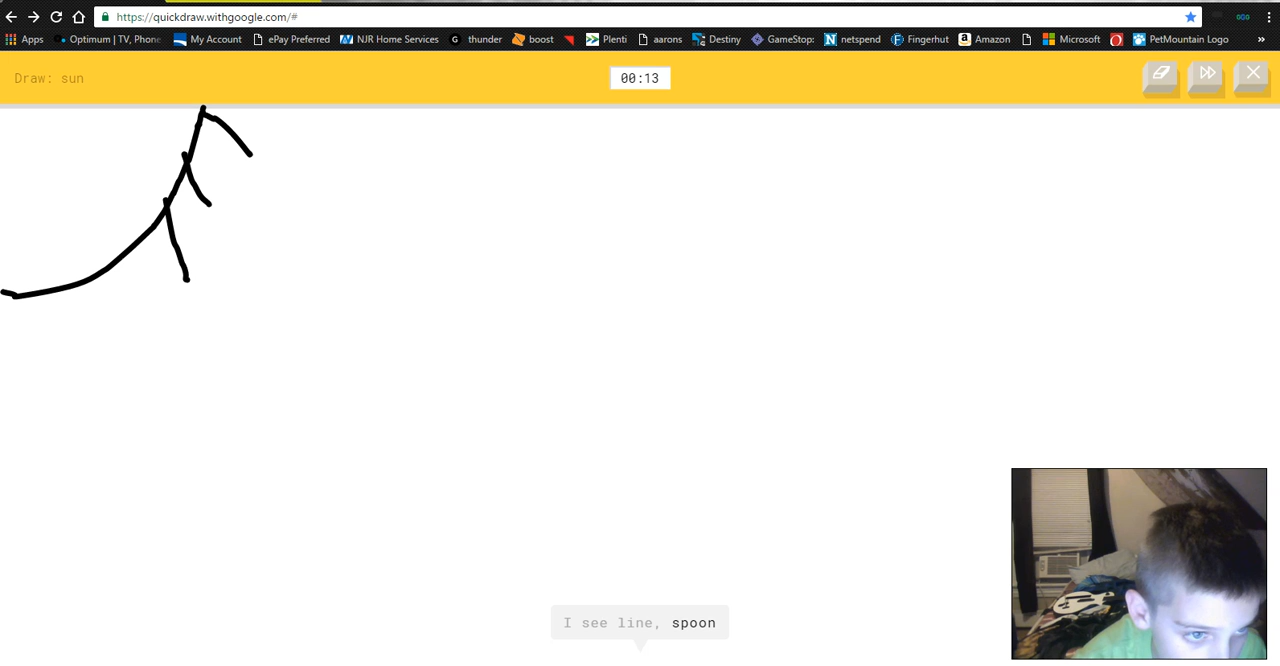 https://quickdraw.withgoogle.com/#
Apps Optimum | TV, Phone My Account ePay Preferred NJR Home Services G thunder boost Plenti aarons Destiny GameStop: N netspend F Fingerhut a Amazon Microsoft PetMountain Logo »
Draw: sun 00:13
I see line, spoon